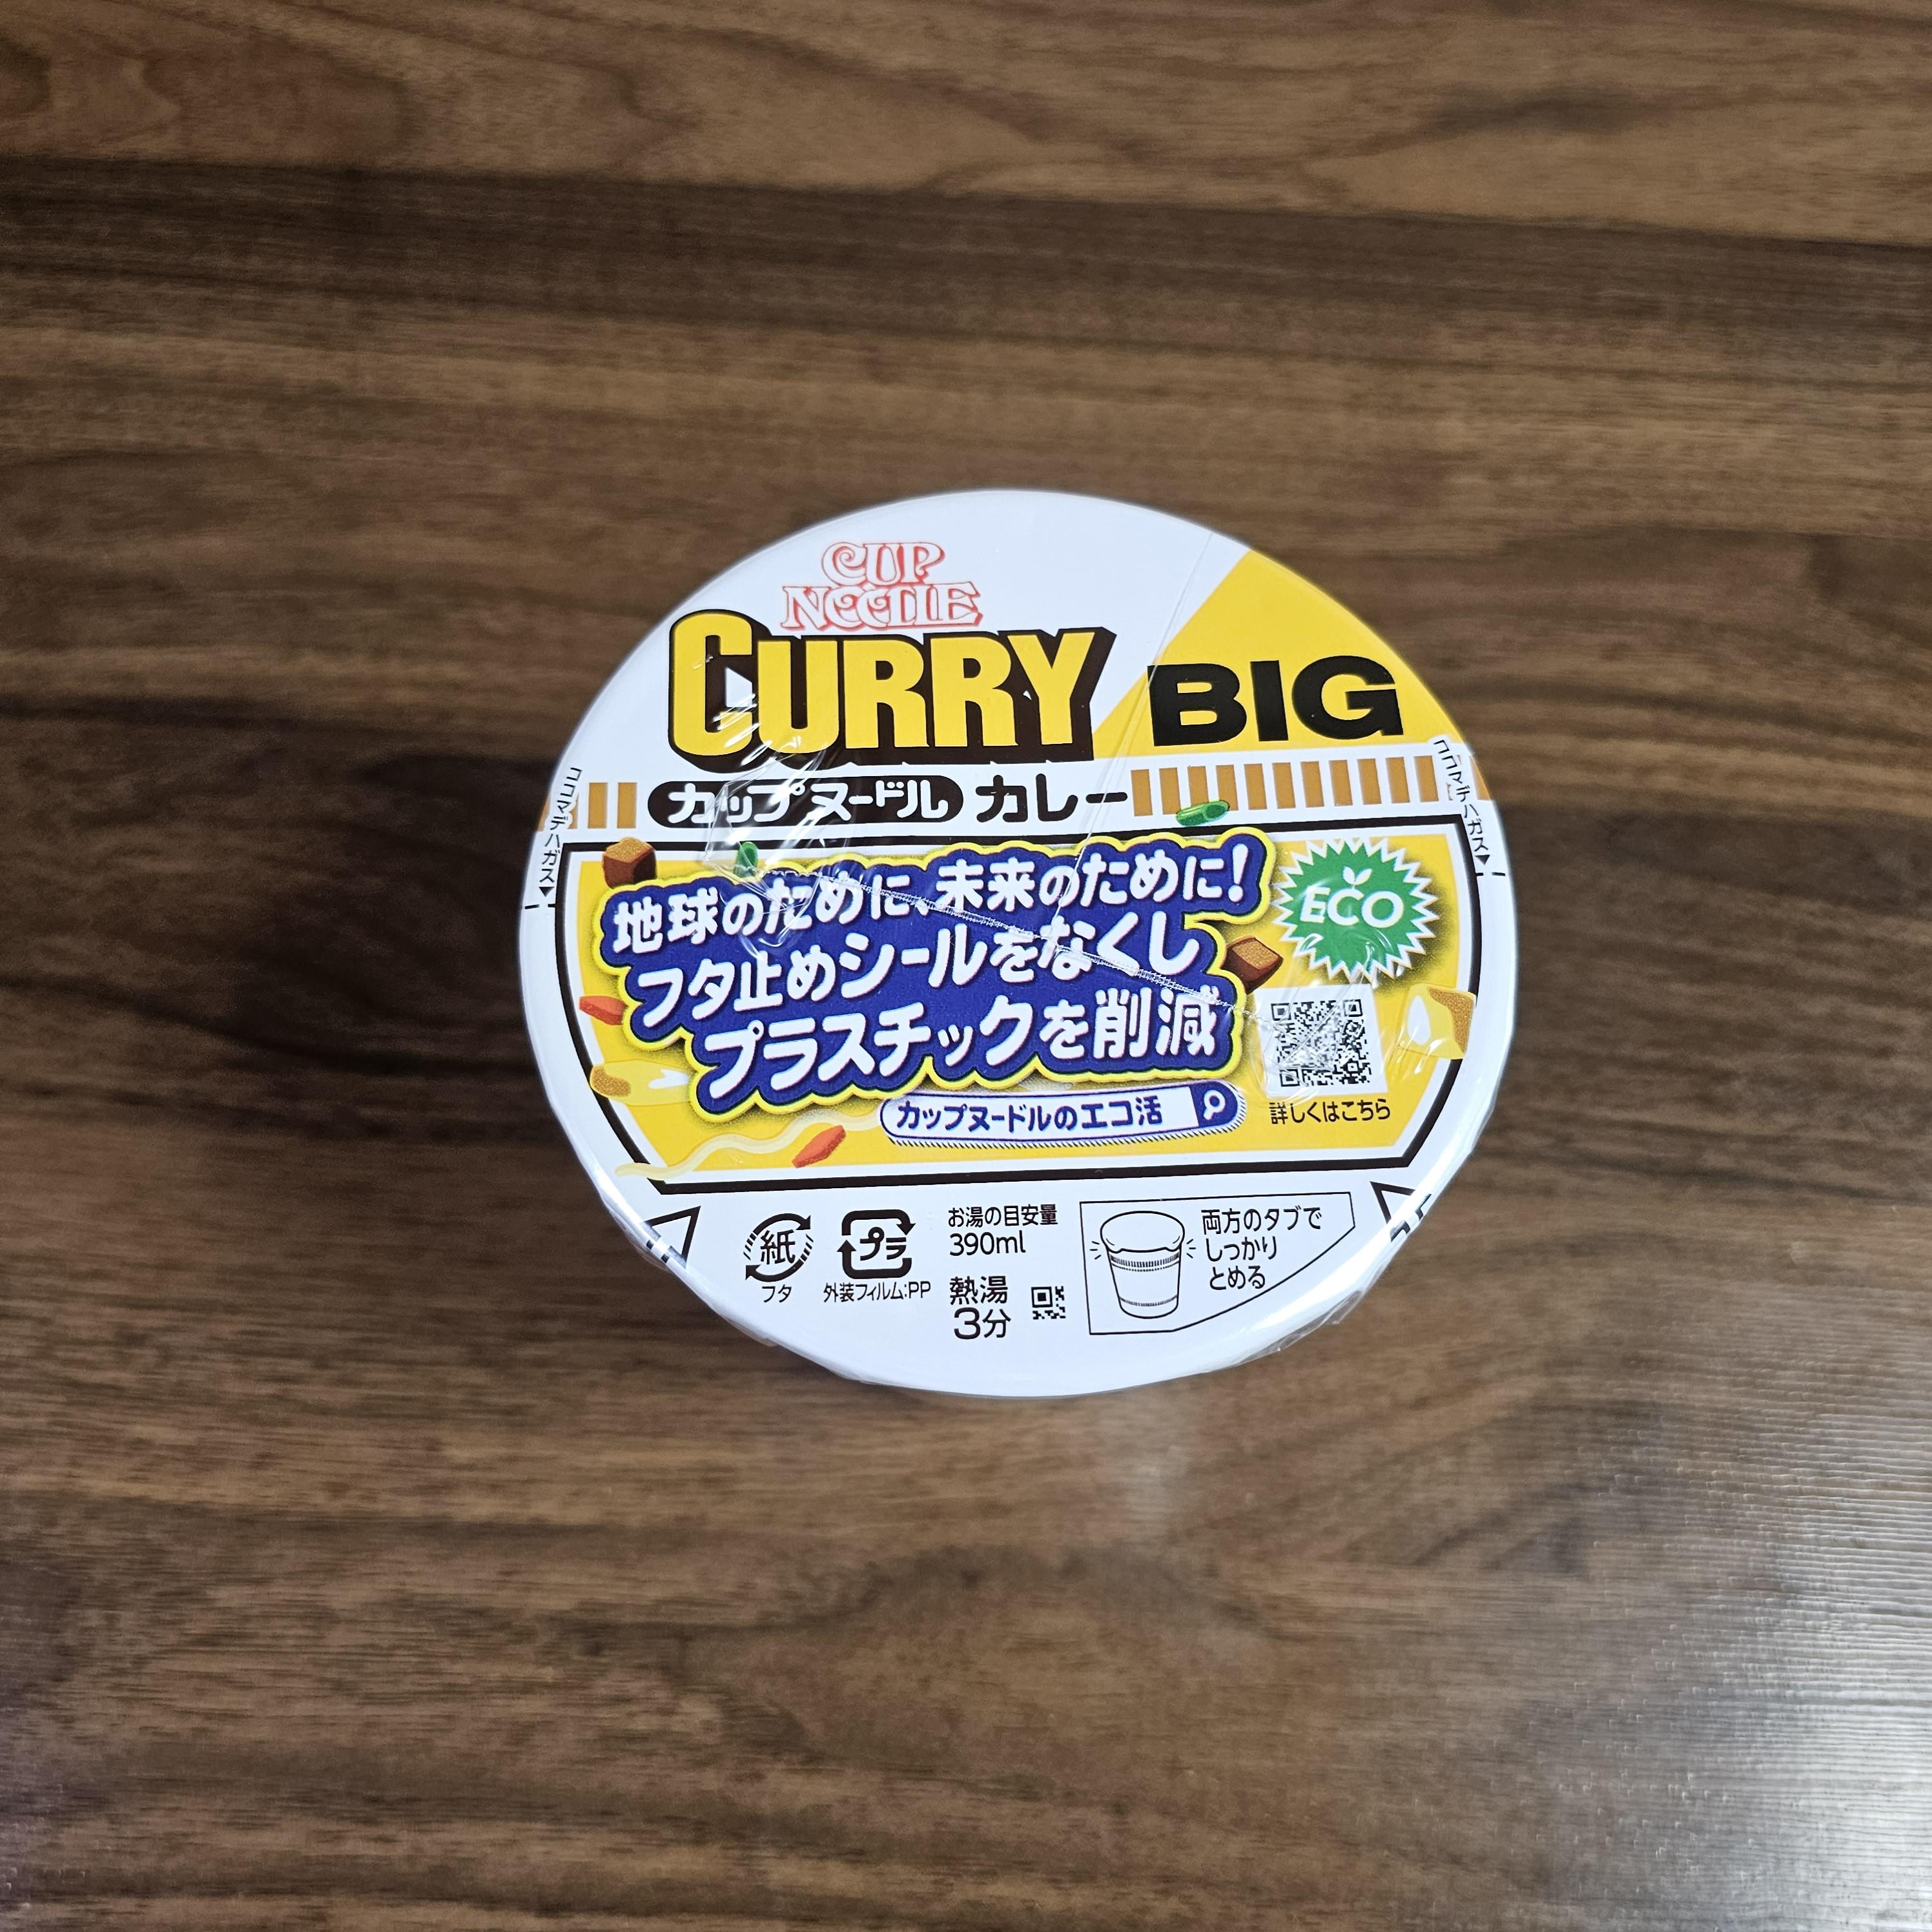 CUP
NOODLE
CURRY BIG
カップヌードル カレー
ココマデハガス▼
ココマデハガス▼
地球のために、未来のために!
フタ止めシールをなくし
プラスチックを削減
ECO
カップヌードルのエコ活
詳しくはこちら
紙
フタ
プラ
外装フィルム:PP
お湯の目安量
390ml
熱湯
3分
両方のタブで
しっかり
とめる